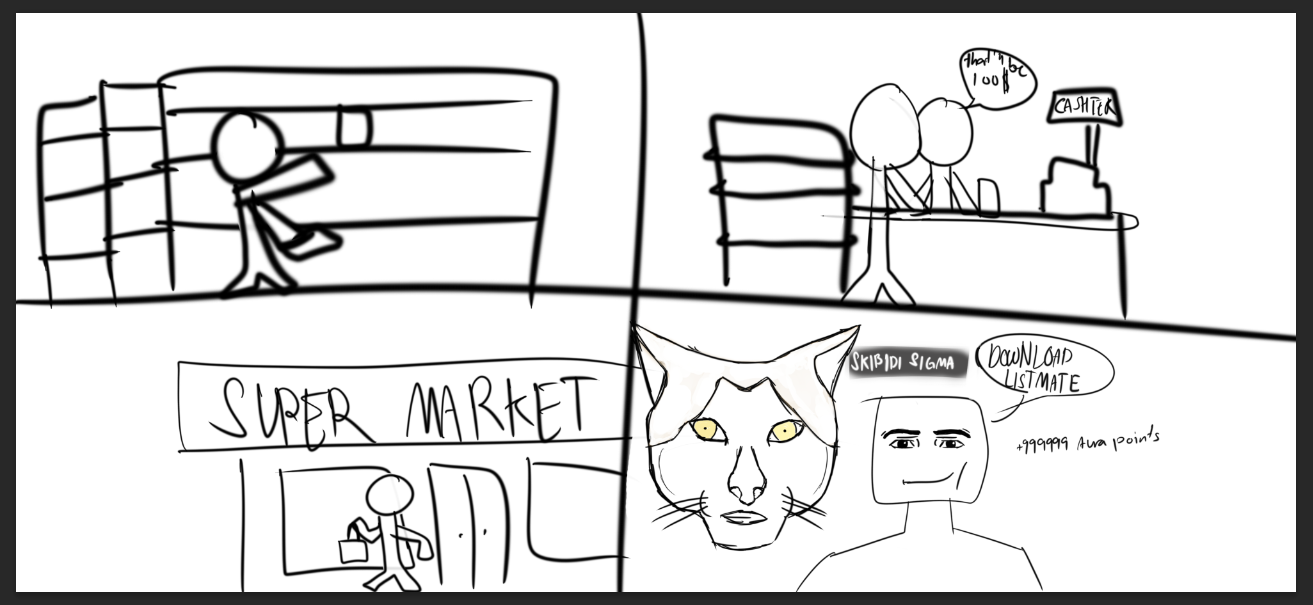 that'll be
100$
CASHIER
SUPER MARKET
SKIBIDI SIGMA
DOWNLOAD
LISTMATE
+999999 Aura points